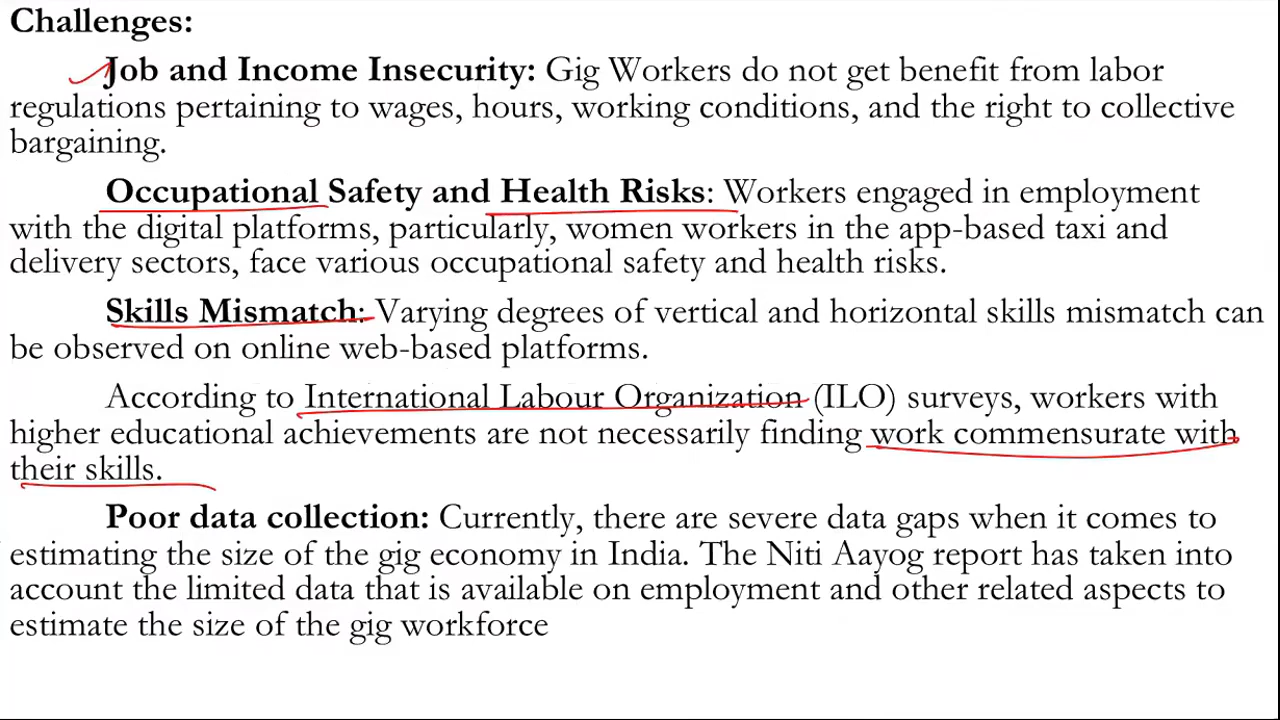 Challenges:
Job and Income Insecurity: Gig Workers do not get benefit from labor
regulations pertaining to wages, hours, working conditions, and the right to collective
bargaining.
Occupational Safety and Health Risks: Workers engaged in employment
with the digital platforms, particularly, women workers in the app-based taxi and
delivery sectors, face various occupational safety and health risks.
Skills Mismatch: Varying degrees of vertical and horizontal skills mismatch can
be observed on online web-based platforms.
According to International Labour Organization (ILO) surveys, workers with
higher educational achievements are not necessarily finding work commensurate with
their skills.
Poor data collection: Currently, there are severe data gaps when it comes to
estimating the size of the gig economy in India. The Niti Aayog report has taken into
account the limited data that is available on employment and other related aspects to
estimate the size of the gig workforce